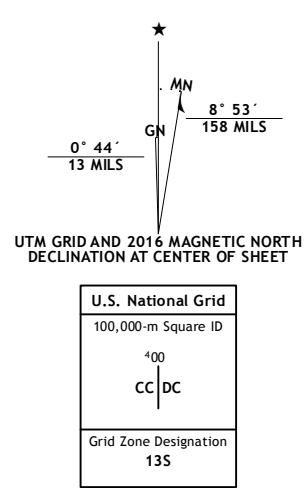 MN
GN
8° 53´
158 MILS
0° 44´
13 MILS
UTM GRID AND 2016 MAGNETIC NORTH
DECLINATION AT CENTER OF SHEET
U.S. National Grid
100,000-m Square ID
400
CC DC
Grid Zone Designation
13S